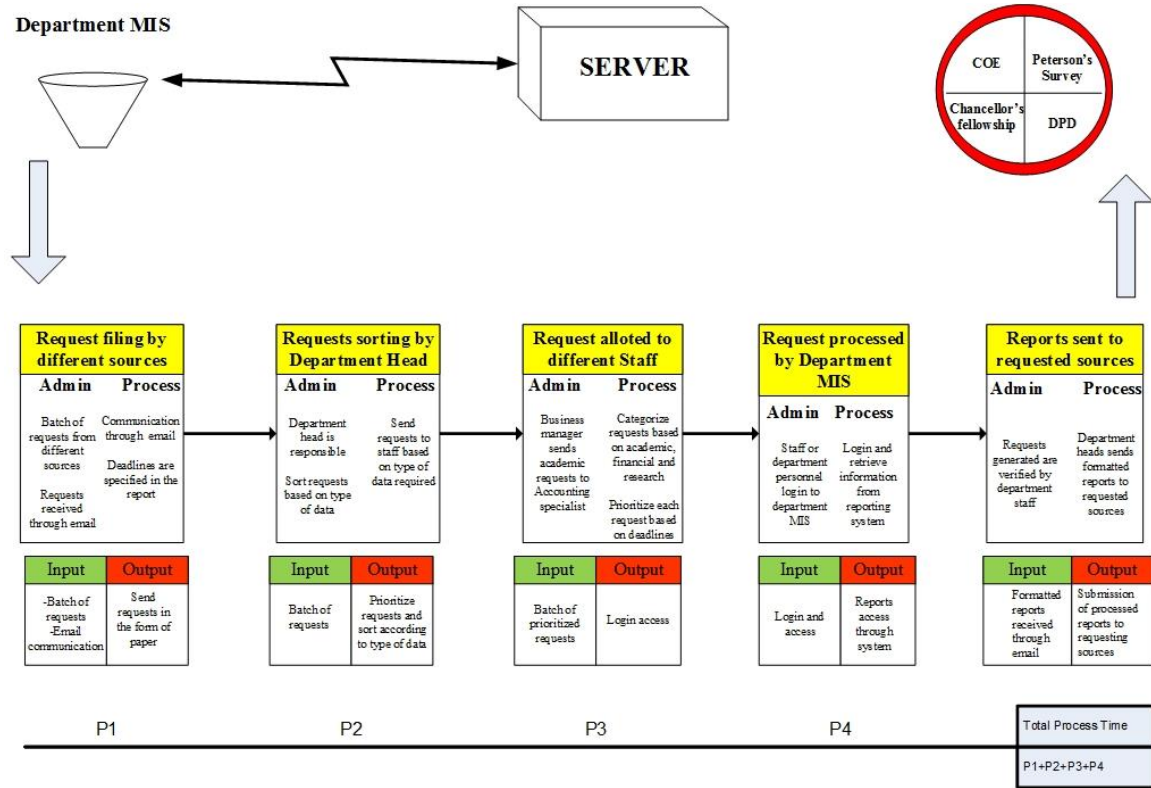 Department MIS
SERVER
COE
Peterson's
Survey
Chancellor's
fellowship
DPD
Request filing by
different sources
Admin Process
Batch of
requests from
different
sources
Requests
received
through email
Communication
through email
Deadlines are
specified in the
report
Input
Output
-Batch of
requests
-Email
communication
Send
requests in
the form of
paper
Requests sorting by
Department Head
Admin Process
Department
head is
responsible
Sort requests
based on type
of data
Send
requests to
staff based on
type of
data required
Input
Output
Batch of
requests
Prioritize
requests and
sort according
to type of data
Request alloted to
different Staff
Admin Process
Business
manager
sends
academic
requests to
Accounting
specialist
Categorize
requests based
on academic,
financial and
research
Prioritize each
request based
on deadlines
Input
Output
Batch of
prioritized
requests
Login access
Request processed
by Department
MIS
Admin Process
Staff or
department
personnel
login to
department
MIS
Login and
retrieve
information
from
reporting
system
Input
Output
Login and
access
Reports
access
through
system
Reports sent to
requested sources
Admin Process
Requests
generated are
verified by
department
staff
Department
heads sends
formatted
reports to
requested
sources
Input
Output
Formatted
reports
received
through
email
Submission
of processed
reports to
requesting
sources
P1
P2
P3
P4
Total Process Time
P1+P2+P3+P4